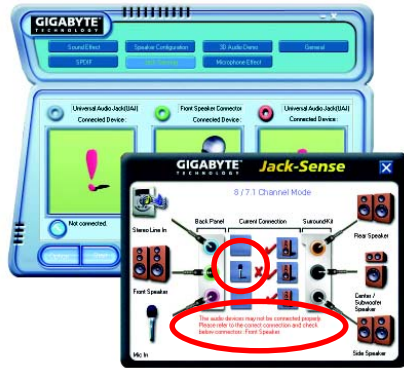 GIGABYTE
TECHNOLOGY
Sound Effect
Speaker Configuration
3D Audio Demo
General
S/PDIF
Microphone Effect
Universal Audio Jack(UAJ)
Connected Device :
Front Speaker Connector
Connected Device :
Universal Audio Jack(UAJ)
Connected Device :
Not connected.
Option
GIGABYTE™
TECHNOLOGY
Jack-Sense
8 / 7.1 Channel Mode
Stereo Line In
Back Panel
Current Connection
Surround-Kit
Rear Speaker
Front Speaker
Center /
Subwoofer
Speaker
The audio devices may not be connected properly.
Please refer to the correct connection and check
below connectors: Front Speaker
Mic In
Side Speaker